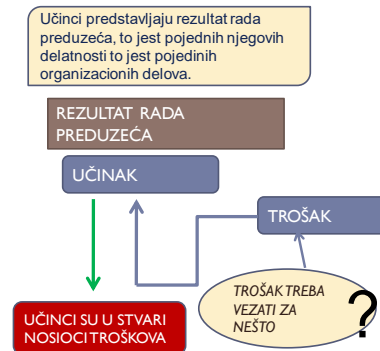 Učinci predstavljaju rezultat rada
preduzeća, to jest pojednih njegovih
delatnosti to jest pojedinih
organizacionih delova.
REZULTAT RADA
PREDUZEĆA
UČINAK
TROŠAK
TROŠAK TREBA
VEZATI ZA
NEŠTO
?
UČINCI SU U STVARI
NOSIOCI TROŠKOVA